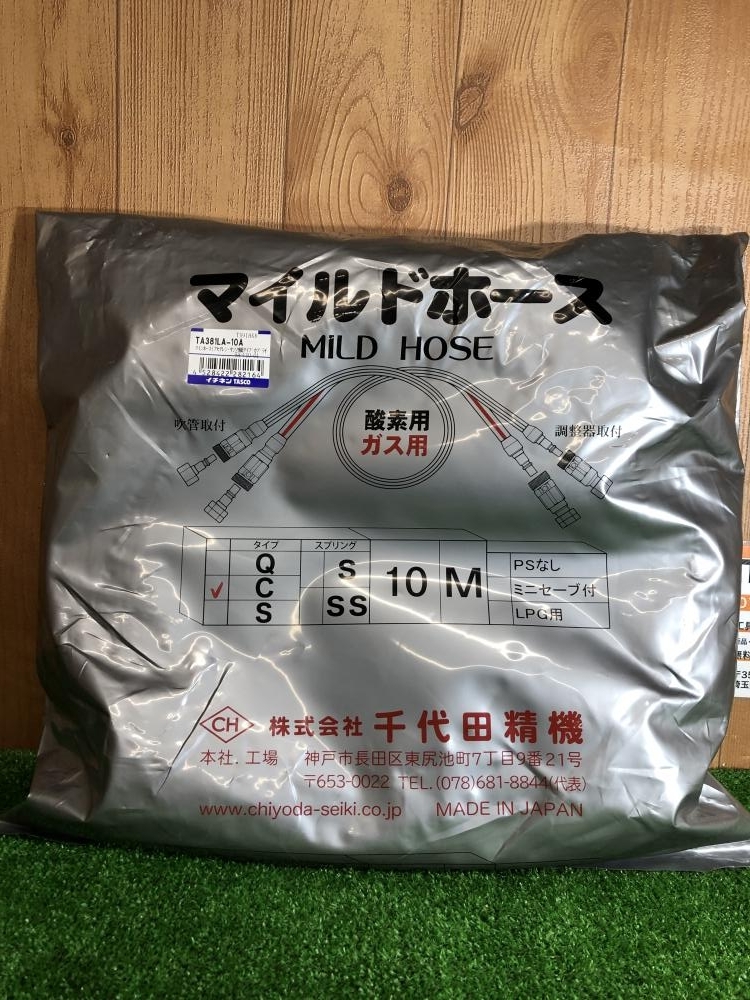 マイルドホース
MiLD HOSE
TA381LA-10A
4 528422 282164
イチネン TASCO
吹管取付
酸素用
ガス用
調整器取付
タイプ スプリング
Q S 10 M PSなし
✓ C ミニセーブ付
S SS LPG用
CH 株式会社 千代田精機
本社.工場 神戸市長田区東尻池町7丁目9番21号
〒653-0022 TEL.(078)681-8844(代表)
www.chiyoda-seiki.co.jp MADE IN JAPAN